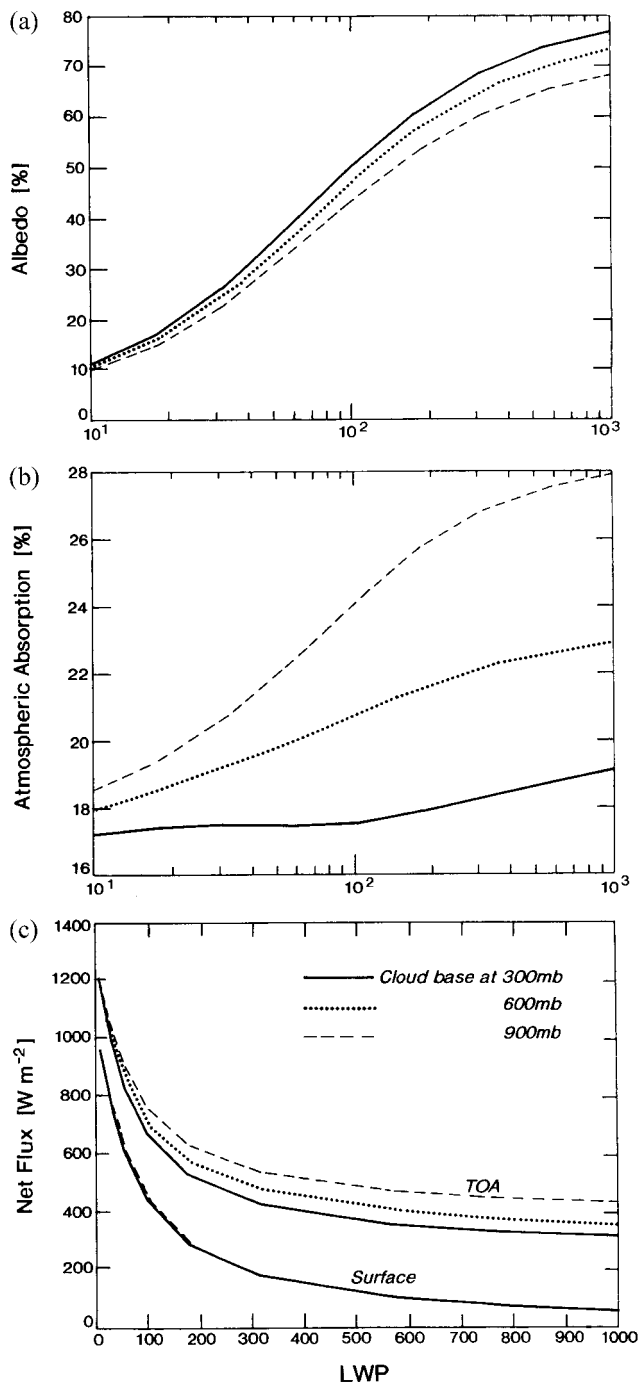 (a)
80
70
60
50
40
30
20
10
0
Albedo [%]
10¹
10²
10³
(b)
28
26
24
22
20
18
16
Atmospheric Absorption [%]
10¹
10²
10³
(c)
1400
1200
1000
800
600
400
200
0
Net Flux [W m⁻²]
Cloud base at 300mb
600mb
900mb
TOA
Surface
0 100 200 300 400 500 600 700 800 900 1000
LWP